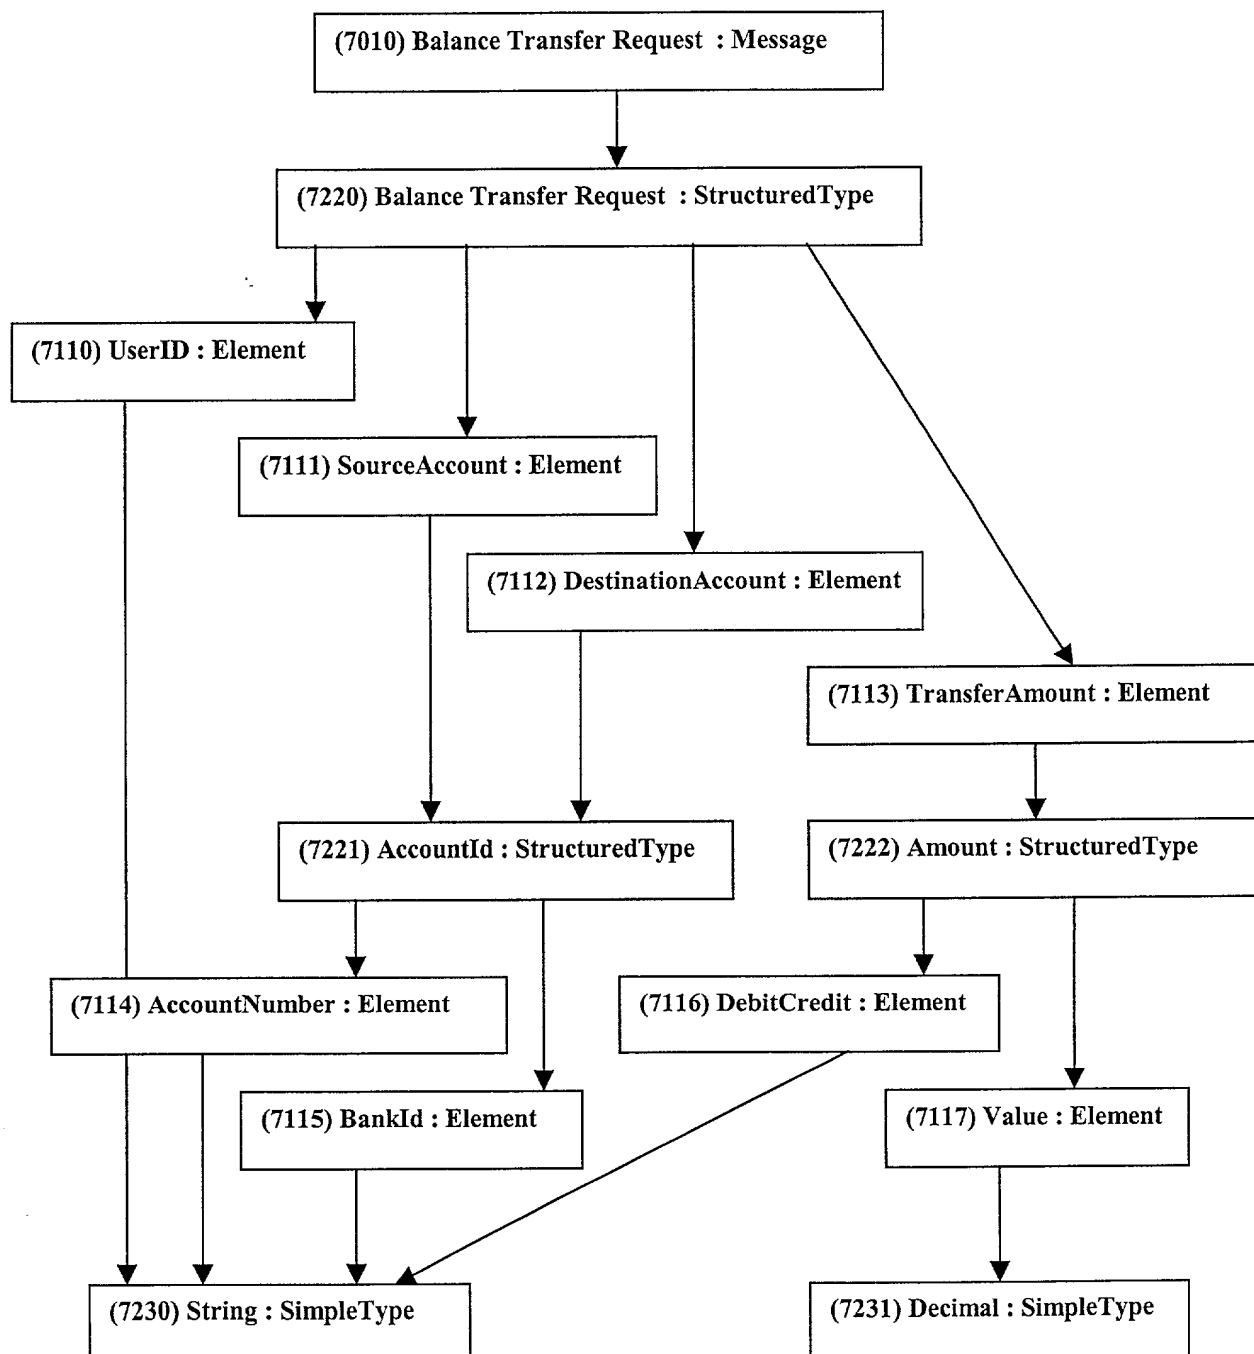 (7010) Balance Transfer Request : Message
(7220) Balance Transfer Request : StructuredType
(7110) UserID : Element
(7111) SourceAccount : Element
(7112) DestinationAccount : Element
(7113) TransferAmount : Element
(7221) AccountId : StructuredType
(7222) Amount : StructuredType
(7114) AccountNumber : Element
(7116) DebitCredit : Element
(7115) BankId : Element
(7117) Value : Element
(7230) String : SimpleType
(7231) Decimal : SimpleType